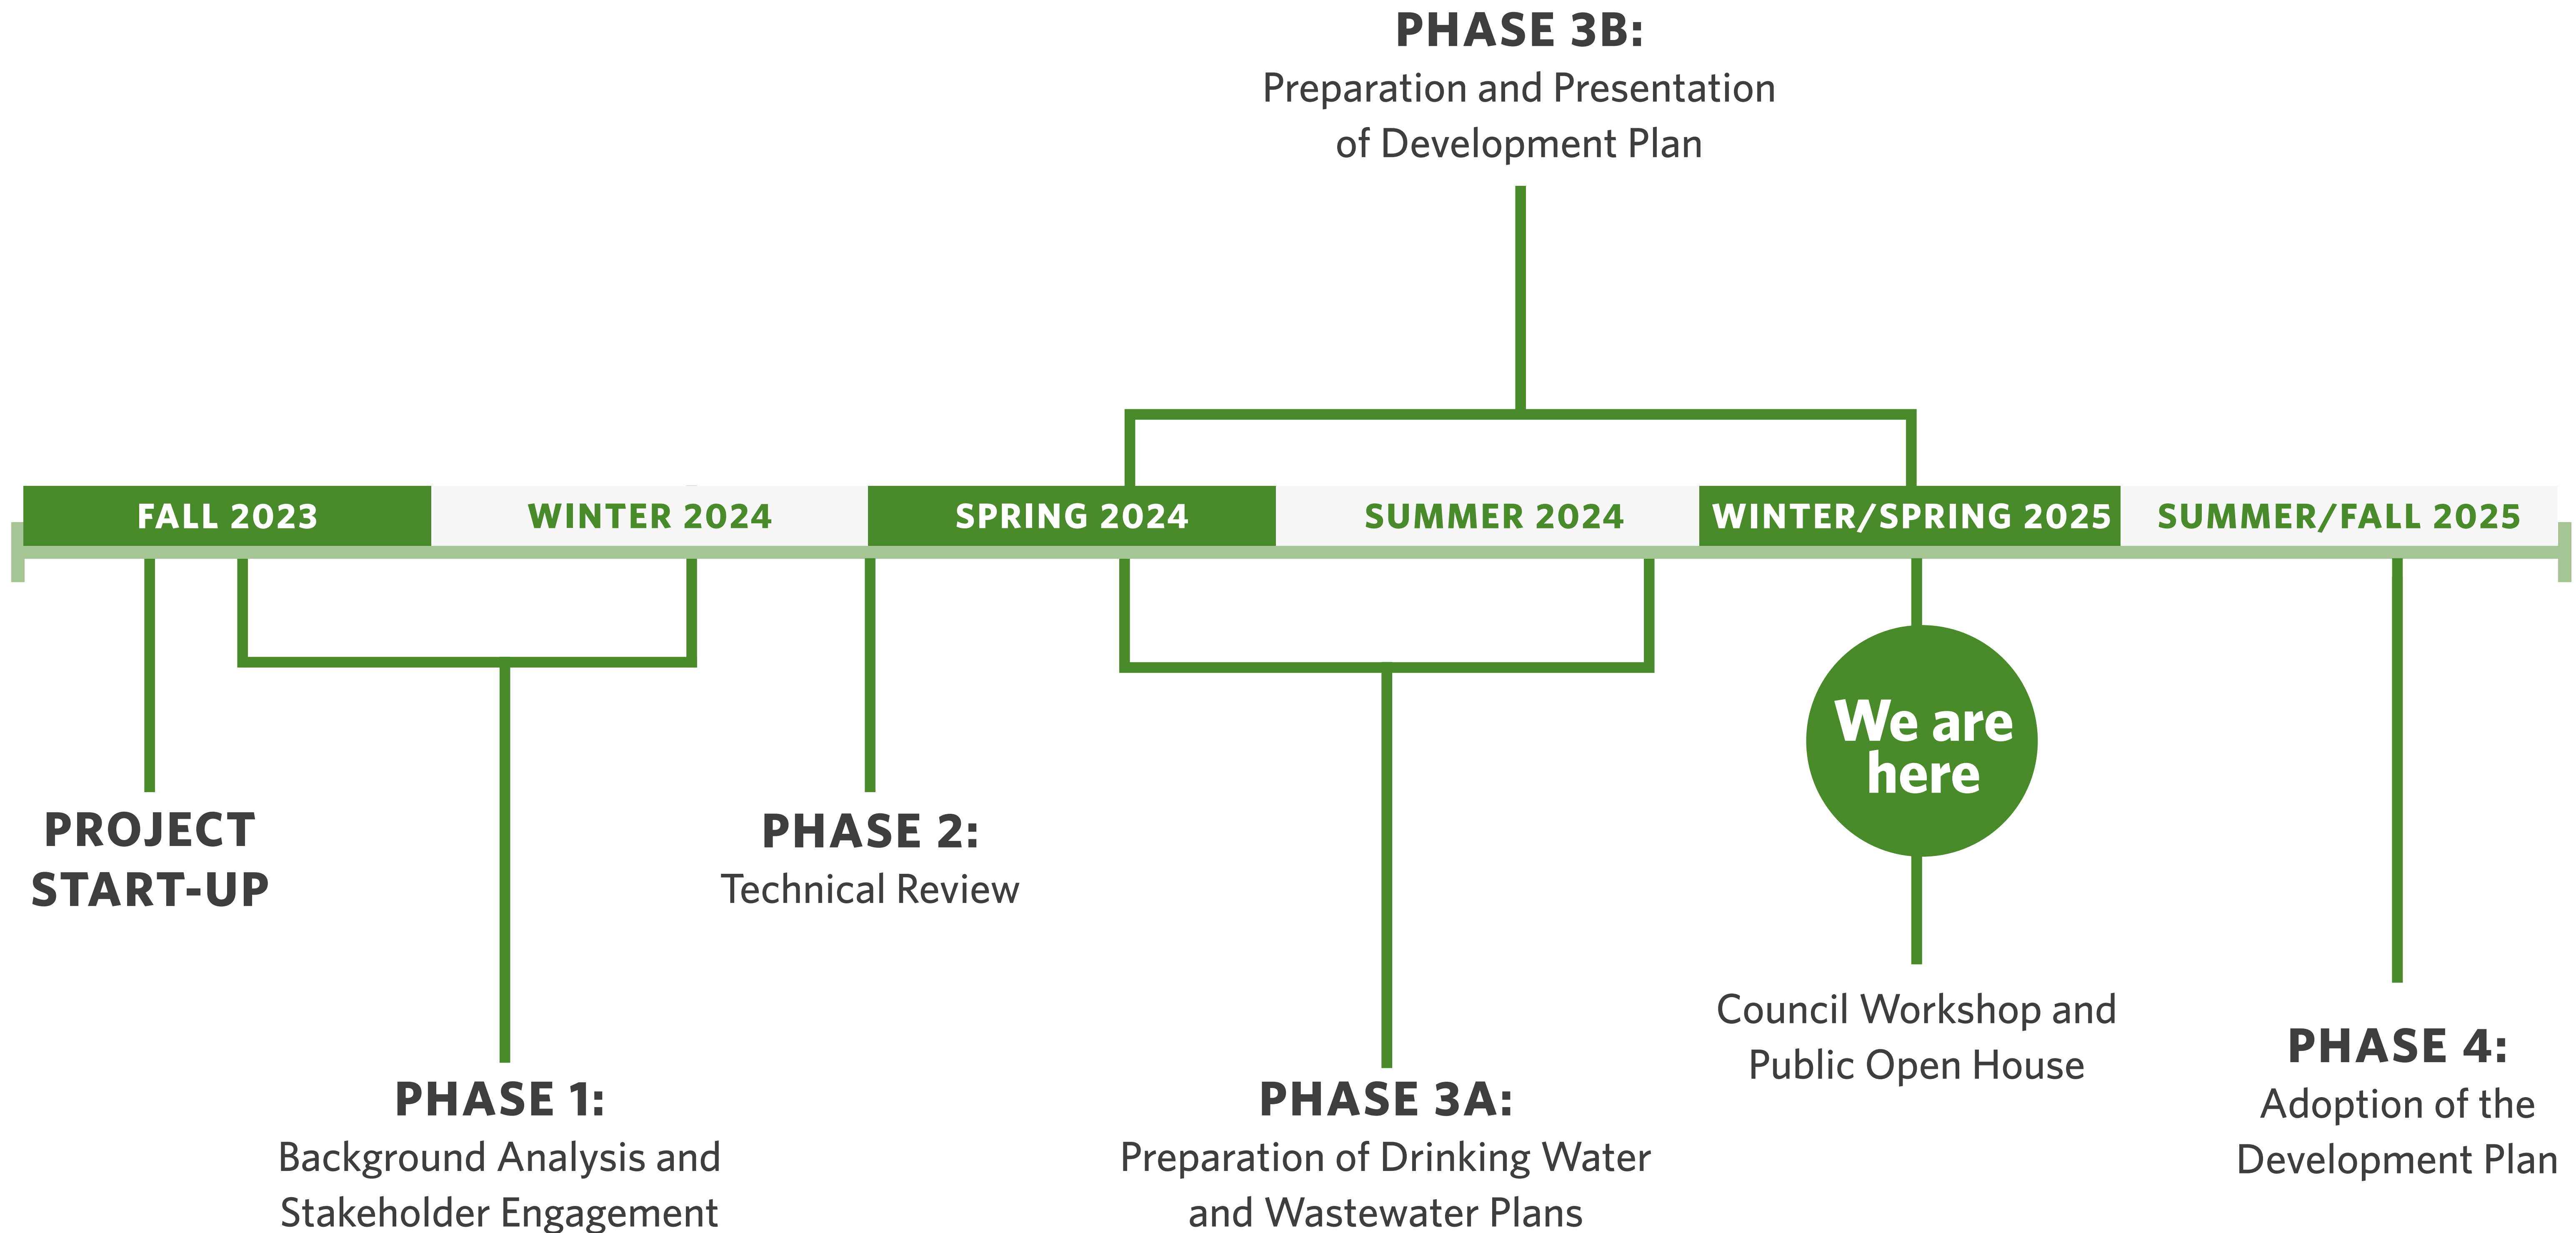 PHASE 3B:
Preparation and Presentation
of Development Plan
FALL 2023
WINTER 2024
SPRING 2024
SUMMER 2024
WINTER/SPRING 2025
SUMMER/FALL 2025
PROJECT
START-UP
PHASE 1:
Background Analysis and
Stakeholder Engagement
PHASE 2:
Technical Review
PHASE 3A:
Preparation of Drinking Water
and Wastewater Plans
We are
here
Council Workshop and
Public Open House
PHASE 4:
Adoption of the
Development Plan